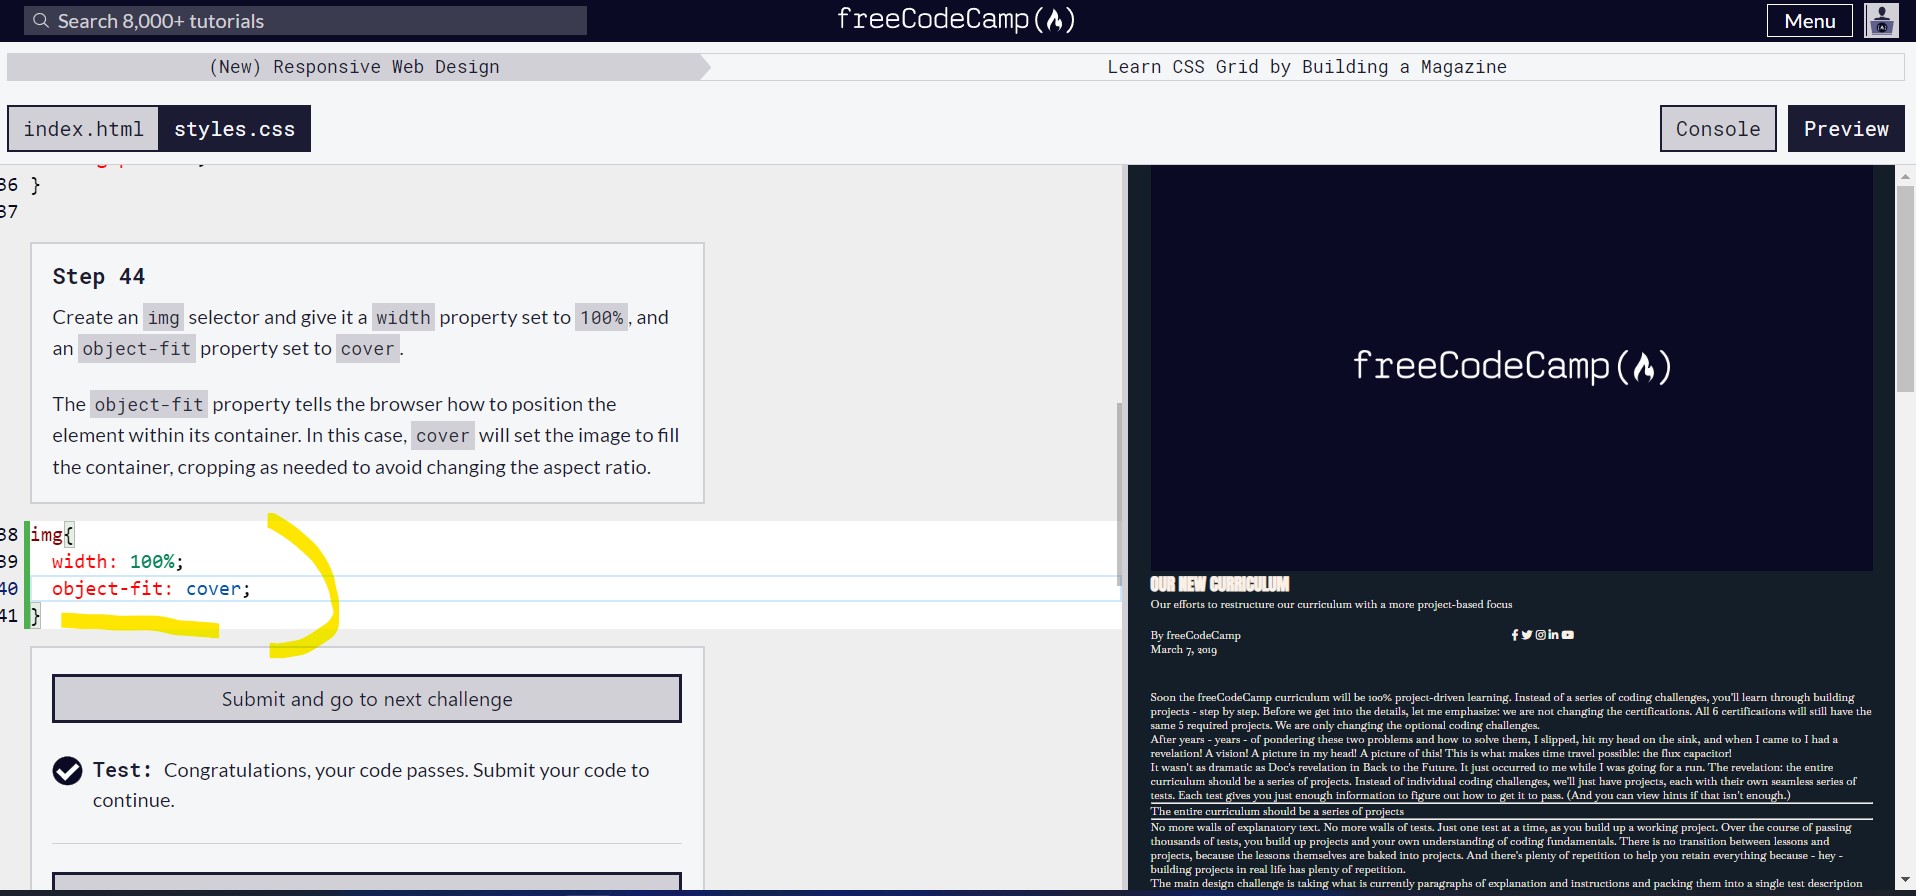 Search 8,000+ tutorials
freeCodeCamp
Menu
(New) Responsive Web Design
Learn CSS Grid by Building a Magazine
index.html
styles.css
Console
Preview
36 }
37
Step 44
Create an img selector and give it a width property set to 100%, and
an object-fit property set to cover.
The object-fit property tells the browser how to position the
element within its container. In this case, cover will set the image to fill
the container, cropping as needed to avoid changing the aspect ratio.
38 img{
39 width: 100%;
40 object-fit: cover;
41 }
Submit and go to next challenge
Test: Congratulations, your code passes. Submit your code to
continue.
freeCodeCamp
OUR NEW CURRICULUM
Our efforts to restructure our curriculum with a more project-based focus
By freeCodeCamp
March 7, 2019
Soon the freeCodeCamp curriculum will be 100% project-driven learning. Instead of a series of coding challenges, you'll learn through building
projects - step by step. Before we get into the details, let me emphasize: we are not changing the certifications. All 6 certifications will still have the
same 5 required projects. We are only changing the optional coding challenges.
After years - years - of pondering these two problems and how to solve them, I slipped, hit my head on the sink, and when I came to I had a
revelation! A vision! A picture in my head! A picture of this! This is what makes time travel possible: the flux capacitor!
It wasn't as dramatic as Doc's revelation in Back to the Future. It just occurred to me while I was going for a run. The revelation: the entire
curriculum should be a series of projects. Instead of individual coding challenges, we'll just have projects, each with their own seamless series of
tests. Each test gives you just enough information to figure out how to get it to pass. (And you can view hints if that isn't enough.)
The entire curriculum should be a series of projects
No more walls of explanatory text. No more walls of tests. Just one test at a time, as you build up a working project. Over the course of passing
thousands of tests, you build up projects and your own understanding of coding fundamentals. There is no transition between lessons and
projects, because the lessons themselves are baked into projects. And there's plenty of repetition to help you retain everything because - hey -
building projects in real life has plenty of repetition.
The main design challenge is taking what is currently paragraphs of explanation and instructions and packing them into a single test description